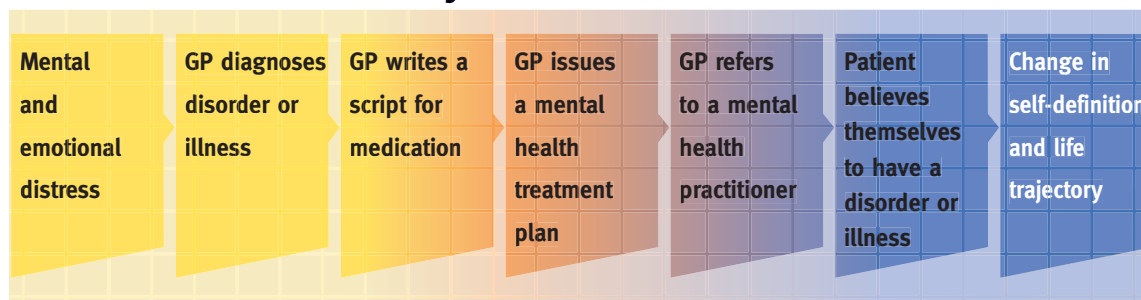 Mental
and
emotional
distress
GP diagnoses
disorder or
illness
GP writes a
script for
medication
GP issues
a mental
health
treatment
plan
GP refers
to a mental
health
practitioner
Patient
believes
themselves
to have a
disorder or
illness
Change in
self-definition
and life
trajectory